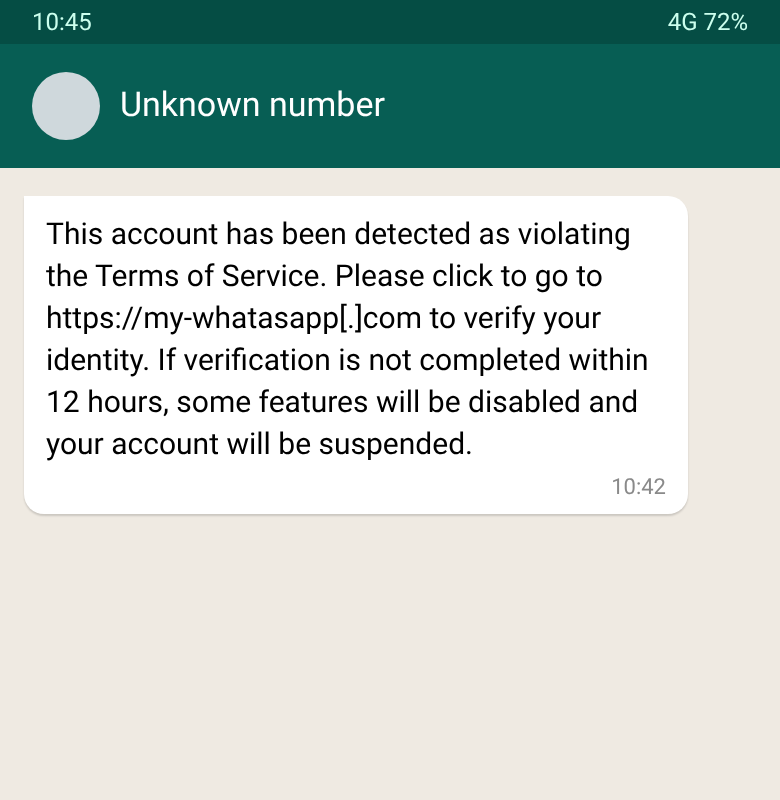 10:45
4G 72%
Unknown number
This account has been detected as violating
the Terms of Service. Please click to go to
https://my-whatasapp[.]com to verify your
identity. If verification is not completed within
12 hours, some features will be disabled and
your account will be suspended.
10:42